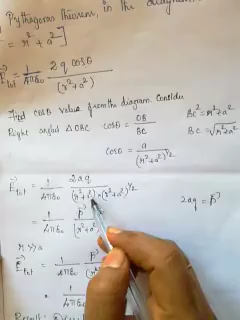 Pythagoras theorem, in the diagram
= r² + a²]
E⃗tot = 1/4πε₀ 2q cosθ/(r²+a²)
Find cosθ value from the diagram. Consider
Right angled ΔOBC cosθ = OB/BC BC² = r²+a²
BC = √r²+a²
cosθ = a/(r²+a²)^1/2
E⃗tot = 1/4πε₀ 2aq/(r²+a²)(r²+a²)^1/2
2aq = P⃗
= 1/4πε₀ P⃗/(r²+a²)
r >> a
E⃗tot = 1/4πε₀ P⃗
= 1/4πε₀
Result: